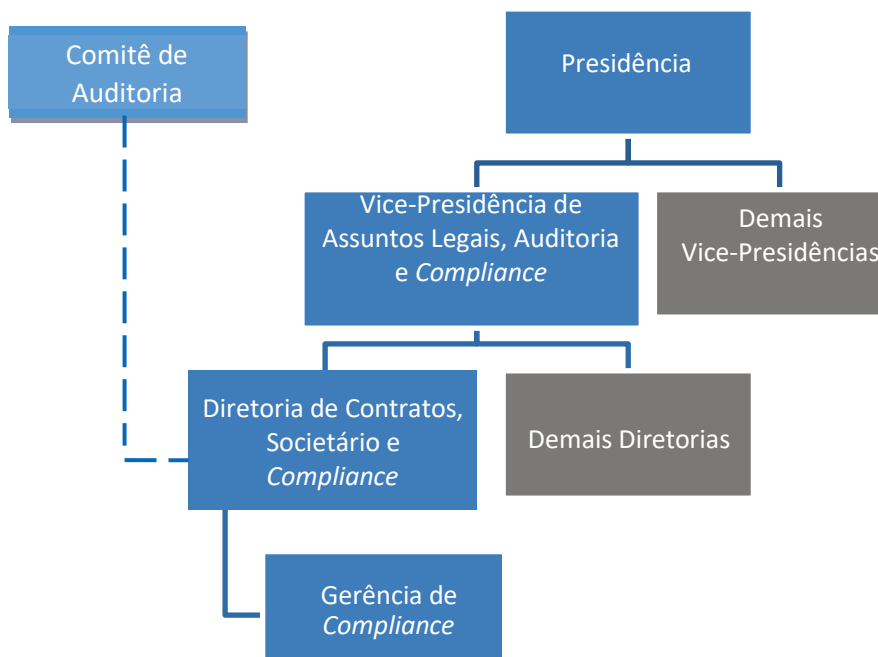 Comitê de
Auditoria
Presidência
Vice-Presidência de
Assuntos Legais, Auditoria
e Compliance
Demais
Vice-Presidências
Diretoria de Contratos,
Societário e
Compliance
Demais Diretorias
Gerência de
Compliance